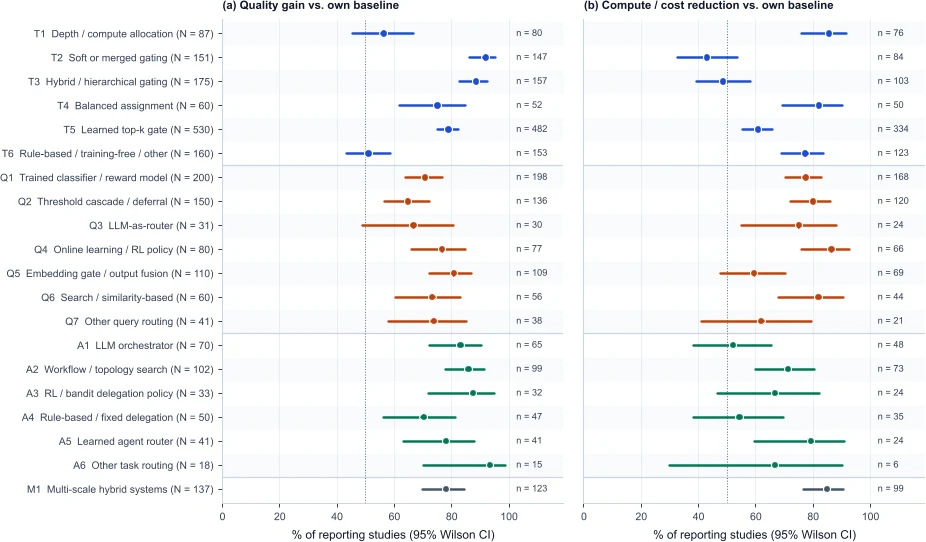 (a) Quality gain vs. own baseline (b) Compute / cost reduction vs. own baseline
T1 Depth / compute allocation (N = 87) n = 80 n = 76
T2 Soft or merged gating (N = 151) n = 147 n = 84
T3 Hybrid / hierarchical gating (N = 175) n = 157 n = 103
T4 Balanced assignment (N = 60) n = 52 n = 50
T5 Learned top-k gate (N = 530) n = 482 n = 334
T6 Rule-based / training-free / other (N = 160) n = 153 n = 123
Q1 Trained classifier / reward model (N = 200) n = 198 n = 168
Q2 Threshold cascade / deferral (N = 150) n = 136 n = 120
Q3 LLM-as-router (N = 31) n = 30 n = 24
Q4 Online learning / RL policy (N = 80) n = 77 n = 66
Q5 Embedding gate / output fusion (N = 110) n = 109 n = 69
Q6 Search / similarity-based (N = 60) n = 56 n = 44
Q7 Other query routing (N = 41) n = 38 n = 21
A1 LLM orchestrator (N = 70) n = 65 n = 48
A2 Workflow / topology search (N = 102) n = 99 n = 73
A3 RL / bandit delegation policy (N = 33) n = 32 n = 24
A4 Rule-based / fixed delegation (N = 50) n = 47 n = 35
A5 Learned agent router (N = 41) n = 41 n = 24
A6 Other task routing (N = 18) n = 15 n = 6
M1 Multi-scale hybrid systems (N = 137) n = 123 n = 99
0 20 40 60 80 100 0 20 40 60 80 100
% of reporting studies (95% Wilson CI) % of reporting studies (95% Wilson CI)